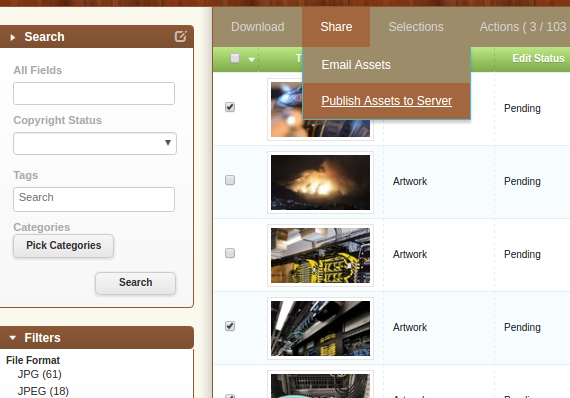 Download Share Selections Actions ( 3 / 103
Search
Email Assets
Publish Assets to Server
Edit Status
All Fields
Copyright Status
Tags
Search
Categories
Pick Categories
Search
Filters
File Format
JPG (61)
JPEG (18)
Pending
Artwork Pending
Artwork Pending
Artwork Pending